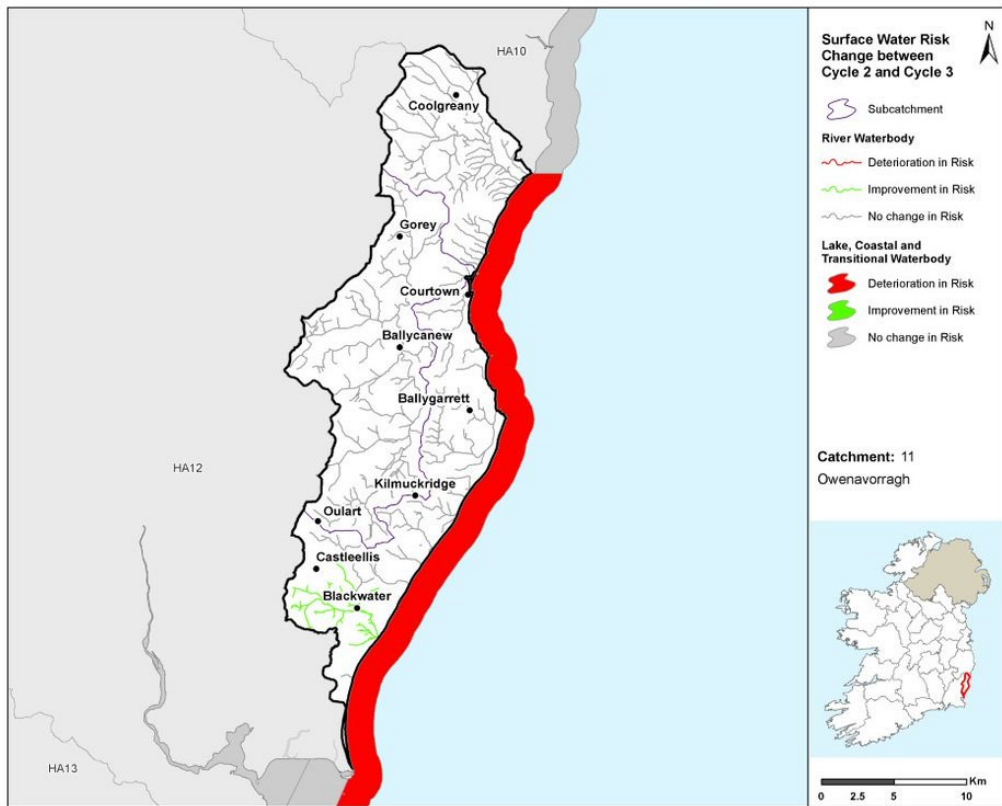 HA10
Coolgreany
Gorey
Courtown
Ballycanew
Ballygarrett
HA12
Kilmuckridge
Oulart
Castleellis
Blackwater
HA13
Surface Water Risk
Change between
Cycle 2 and Cycle 3
N
Subcatchment
River Waterbody
Deterioration in Risk
Improvement in Risk
No change in Risk
Lake, Coastal and
Transitional Waterbody
Deterioration in Risk
Improvement in Risk
No change in Risk
Catchment: 11
Owenavorragh
Km
0 2.5 5 10